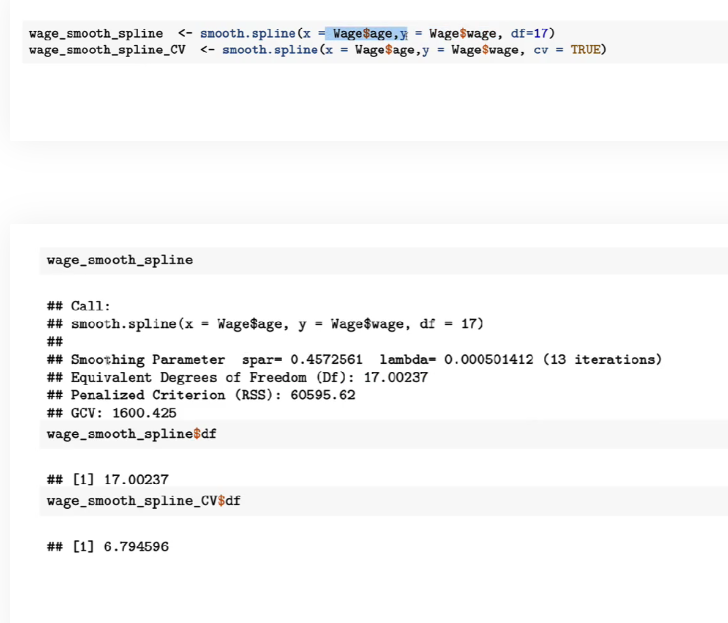 wage_smooth_spline <- smooth.spline(x = Wage$age,y = Wage$wage, df=17)
wage_smooth_spline_CV <- smooth.spline(x = Wage$age,y = Wage$wage, cv = TRUE)
wage_smooth_spline
## Call:
## smooth.spline(x = Wage$age, y = Wage$wage, df = 17)
##
## Smoothing Parameter spar= 0.4572561 lambda= 0.000501412 (13 iterations)
## Equivalent Degrees of Freedom (Df): 17.00237
## Penalized Criterion (RSS): 60595.62
## GCV: 1600.425
wage_smooth_spline$df
## [1] 17.00237
wage_smooth_spline_CV$df
## [1] 6.794596